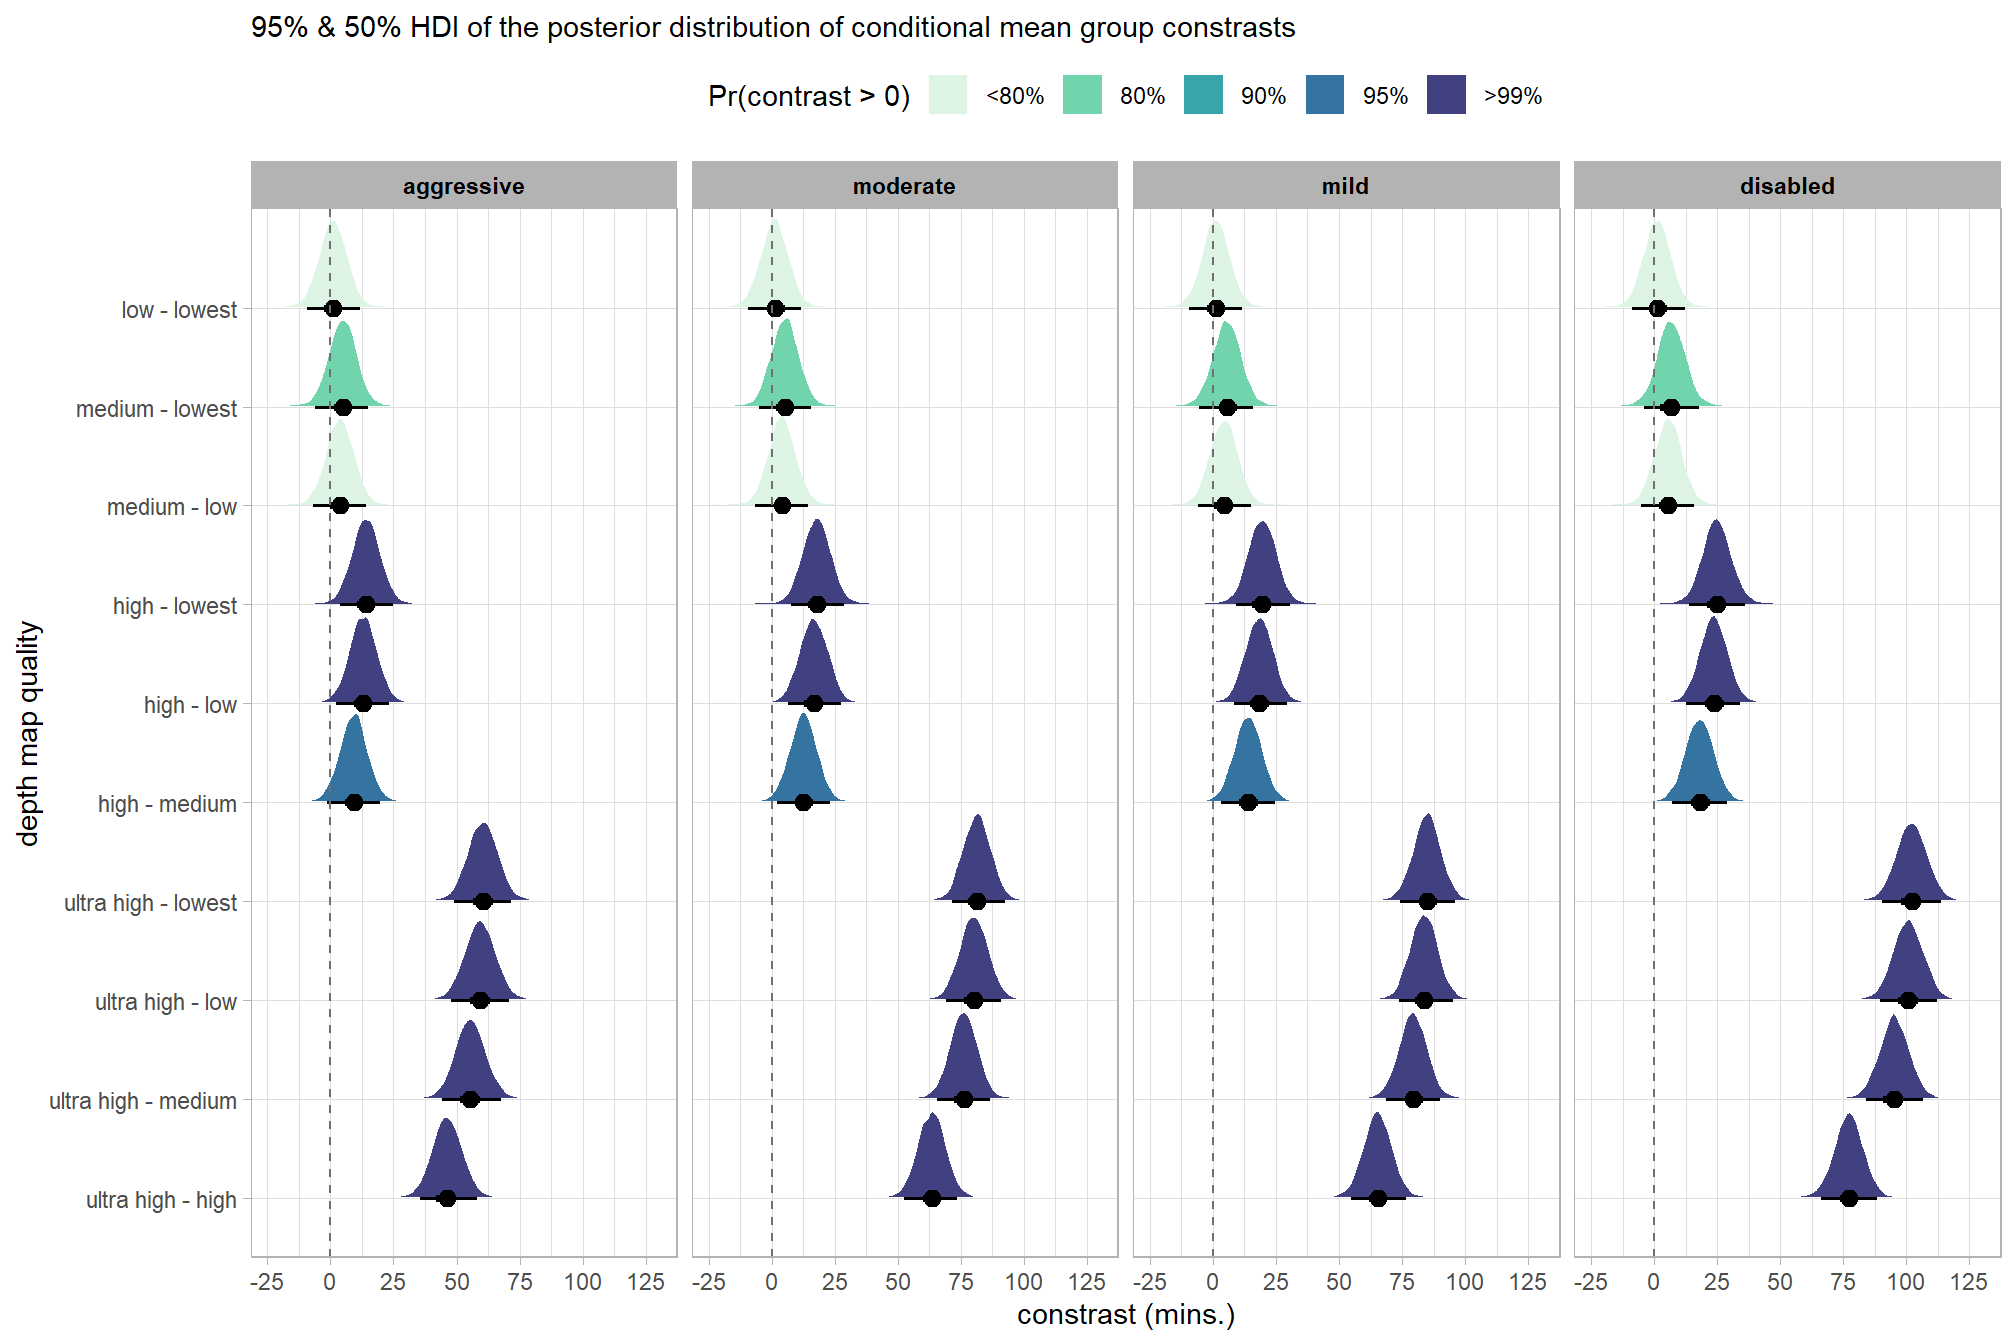 95% & 50% HDI of the posterior distribution of conditional mean group constrasts
Pr(contrast > 0) <80% 80% 90% 95% >99%
aggressive moderate mild disabled
depth map quality
low - lowest
medium - lowest
medium - low
high - lowest
high - low
high - medium
ultra high - lowest
ultra high - low
ultra high - medium
ultra high - high
-25 0 25 50 75 100 125 -25 0 25 50 75 100 125 -25 0 25 50 75 100 125 -25 0 25 50 75 100 125
constrast (mins.)